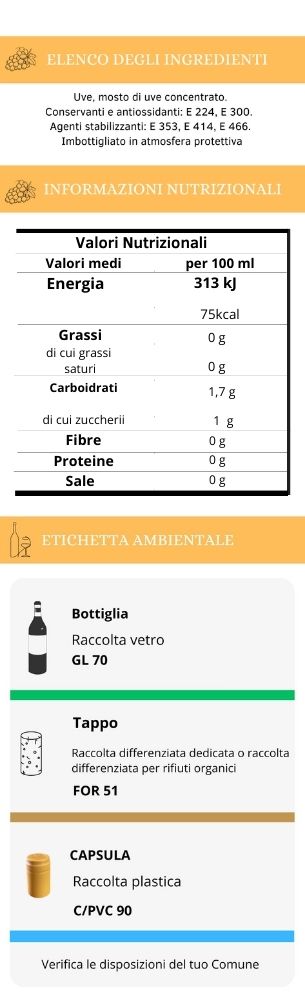 ELENCO DEGLI INGREDIENTI
Uve, mosto di uve concentrato.
Conservanti e antiossidanti: E 224, E 300.
Agenti stabilizzanti: E 353, E 414, E 466.
Imbottigliato in atmosfera protettiva
INFORMAZIONI NUTRIZIONALI
Valori Nutrizionali
Valori medi per 100 ml
Energia 313 kJ
75kcal
Grassi 0 g
di cui grassi
saturi 0 g
Carboidrati 1,7 g
di cui zuccherii 1 g
Fibre 0 g
Proteine 0 g
Sale 0 g
ETICHETTA AMBIENTALE
Bottiglia
Raccolta vetro
GL 70
Tappo
Raccolta differenziata dedicata o raccolta
differenziata per rifiuti organici
FOR 51
CAPSULA
Raccolta plastica
C/PVC 90
Verifica le disposizioni del tuo Comune